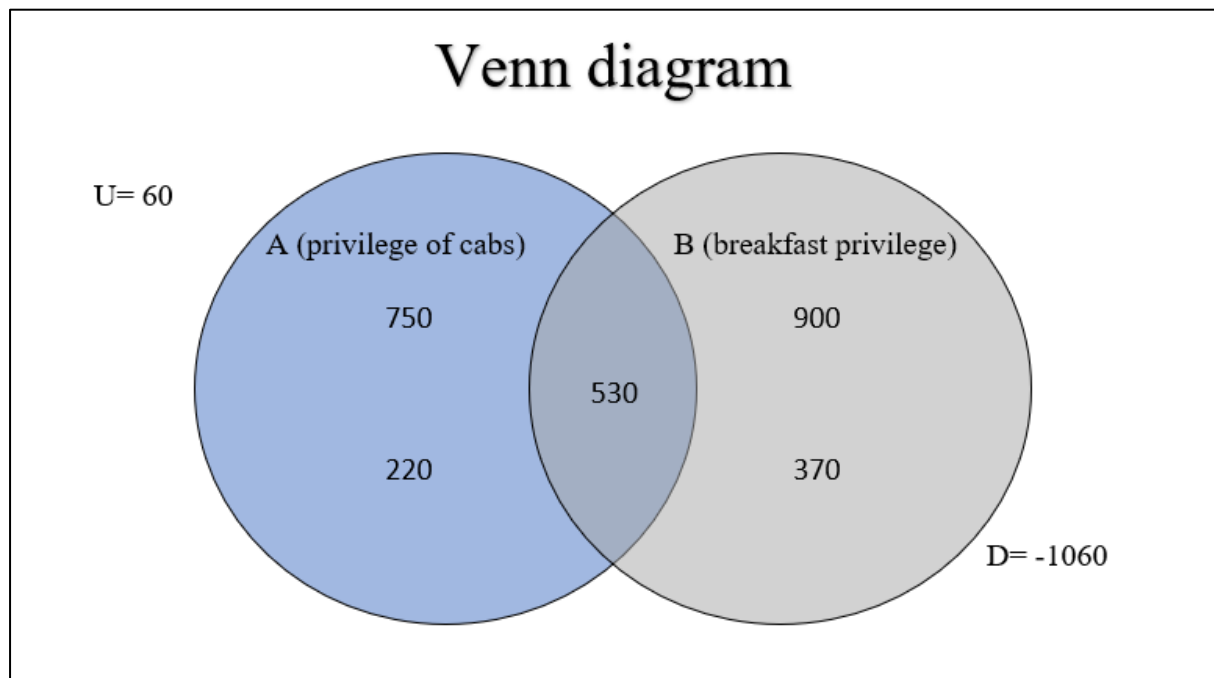 Venn diagram
U= 60
A (privilege of cabs)
B (breakfast privilege)
750
900
530
220
370
D= -1060